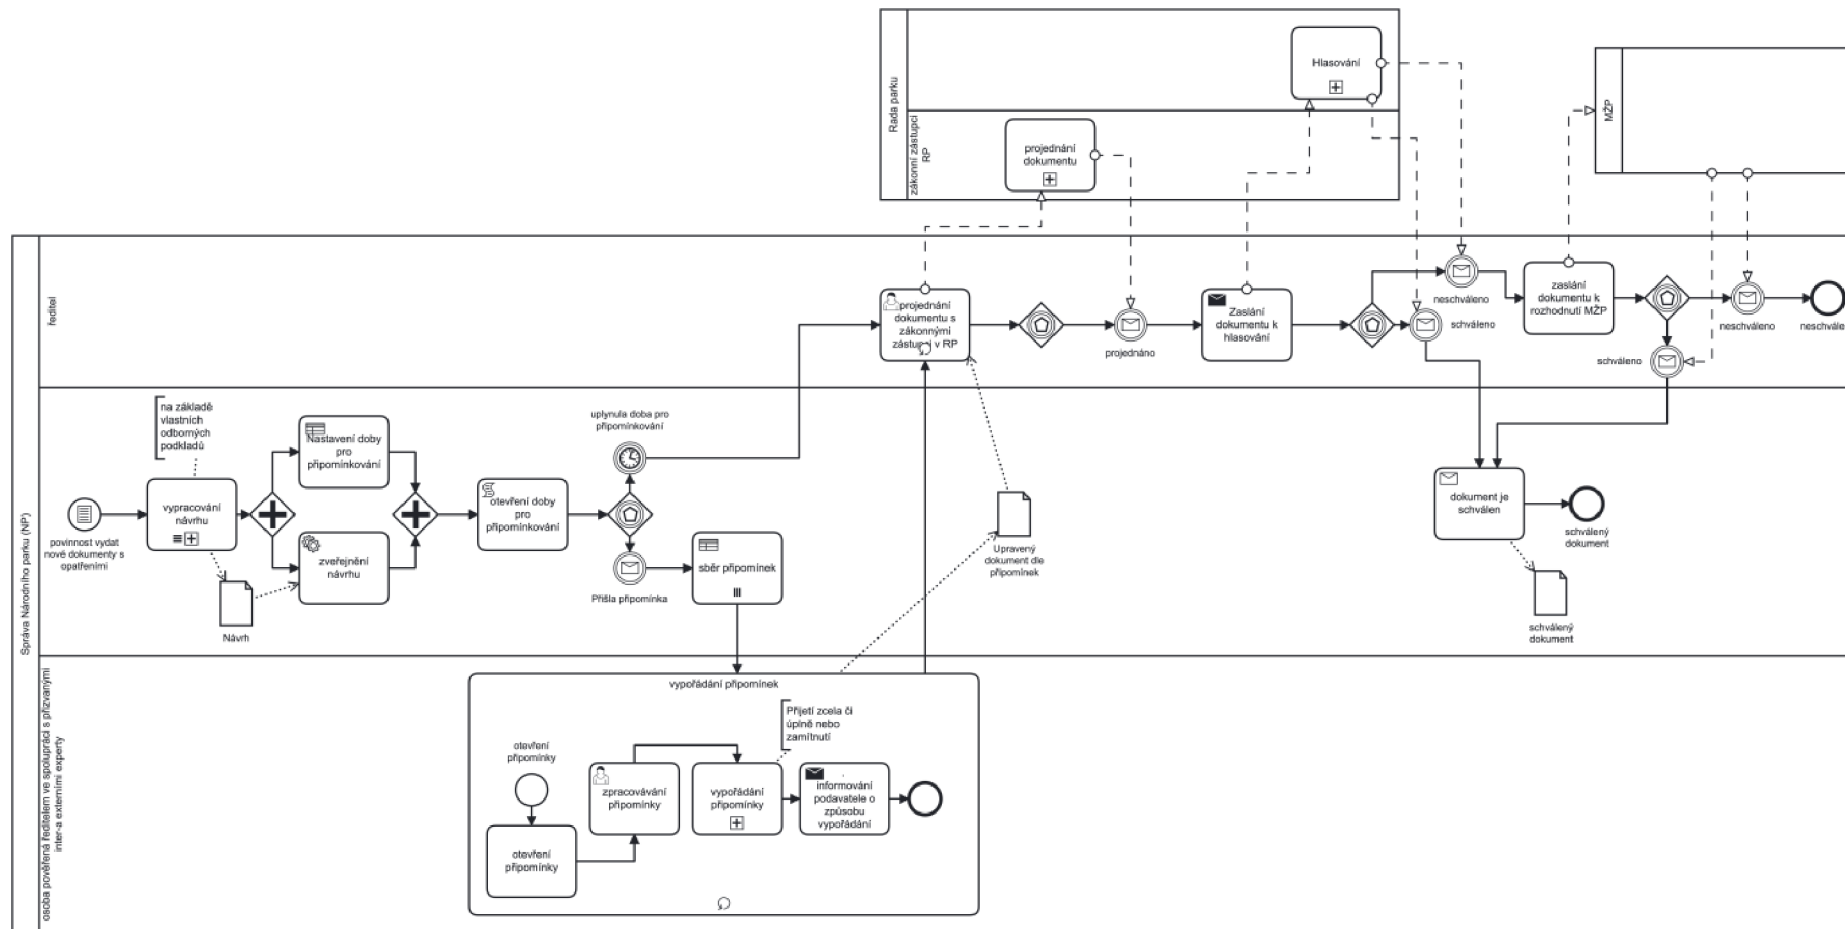 Rada parku
zákonní zástupci
RP
Hlasování
projednání
dokumentu
MŽP
Správa Národního parku (NP)
ředitel
projednání
dokumentu s
zákonnými
zástupci v RP
projednáno
Zaslání
dokumentu k
hlasování
neschváleno
schváleno
zaslání
dokumentu k
rozhodnutí MŽP
schváleno
neschváleno
neschvále
na základě
vlastních
odborných
podkladů
povinnost vydat
nové dokumenty s
opatřeními
vypracování
návrhu
Návrh
Nastavení doby
pro
připomínkování
zveřejnění
návrhu
otevření doby
pro
připomínkování
uplynula doba pro
připomínkování
Přišla připomínka
sběr připomínek
Upravený
dokument dle
připomínek
dokument je
schválen
schválený
dokument
schválený
dokument
osoba pověřená ředitelem ve spolupráci s přizvanými
inter-a externími experty
vypořádání připomínek
otevření
připomínky
otevření
připomínky
zpracovávání
připomínky
Přijetí zcela či
úplně nebo
zamítnutí
vypořádání
připomínky
informování
podavatele o
způsobu
vypořádání